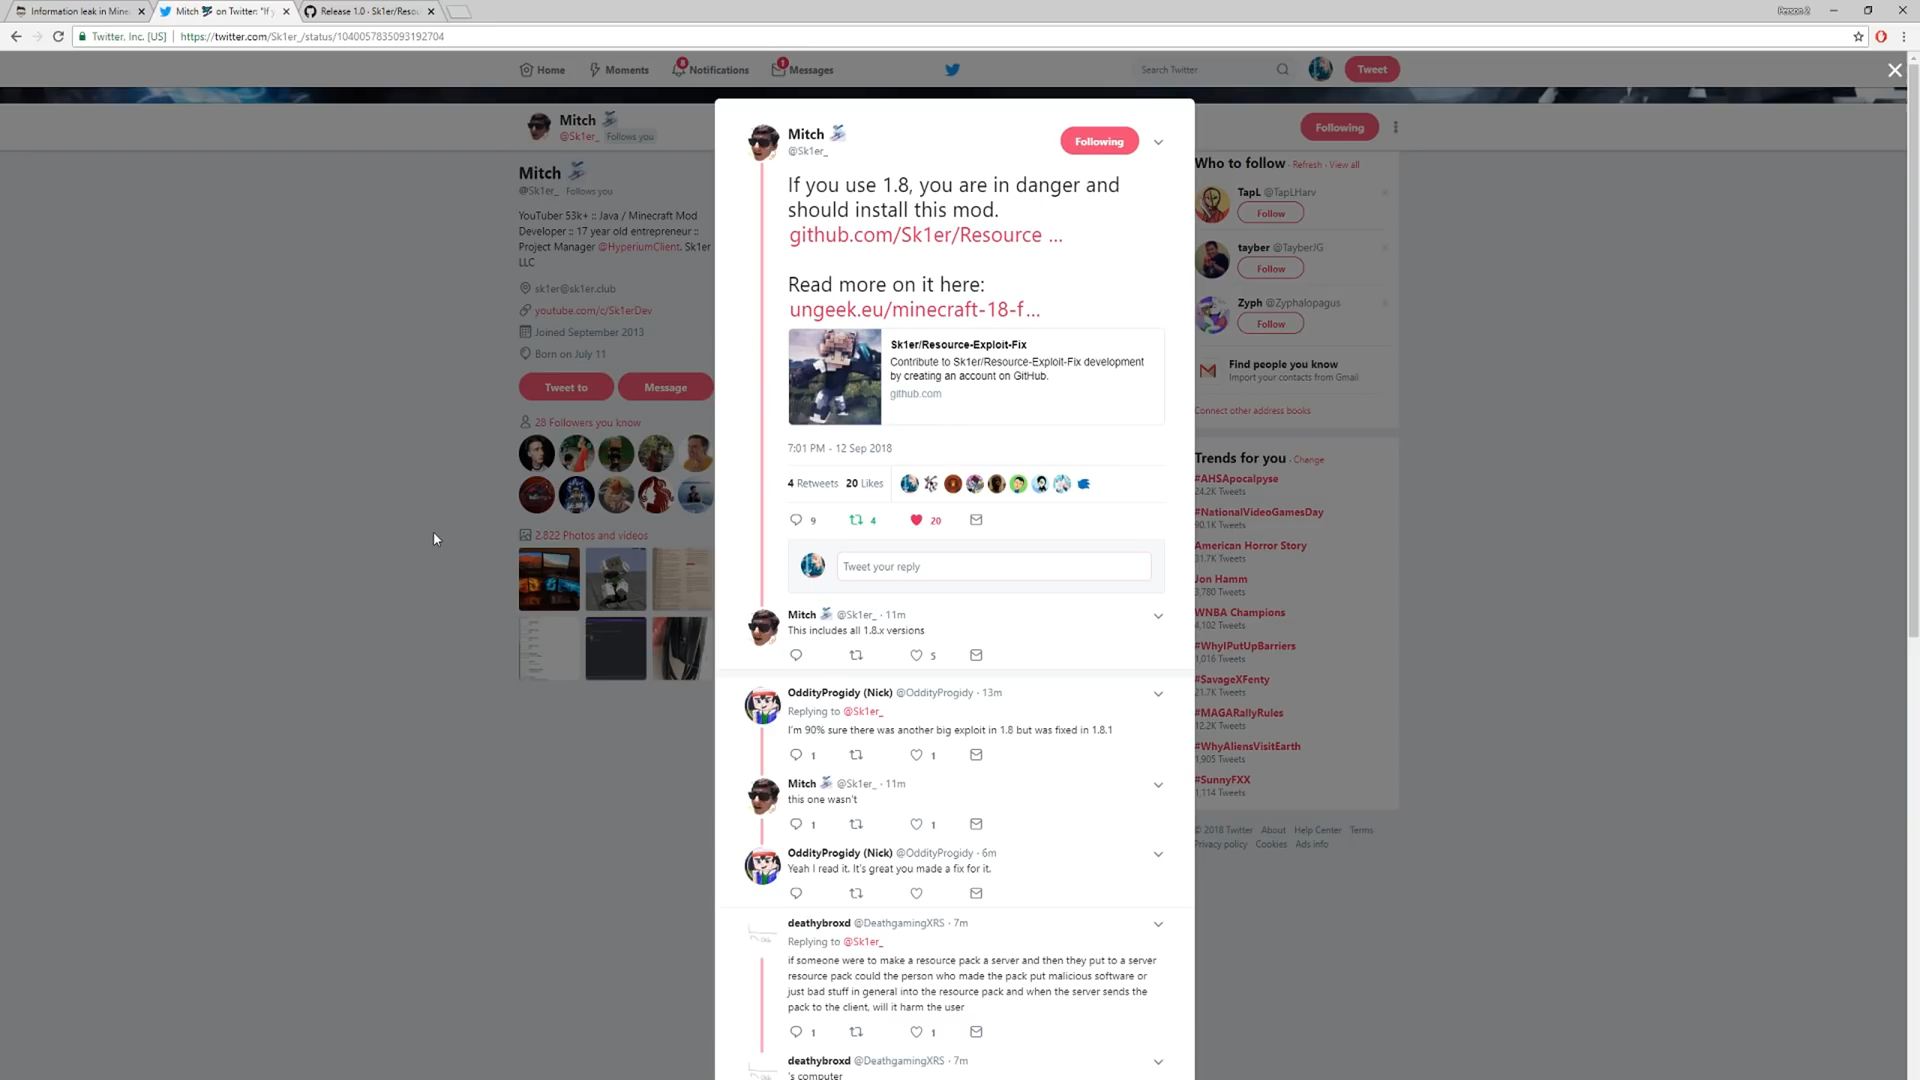 Information leak in Mine
Mitch on Twitter: "If y
Release 1.0 · Sk1er/Resou
Person 2
Twitter, Inc. [US]
https://twitter.com/Sk1er_/status/1040057835093192704
Home
Moments
8
Notifications
1
Messages
Search Twitter
Tweet
Mitch
@Sk1er_ Follows you
Following
Mitch
@Sk1er_ Follows you
YouTuber 53k+ :: Java / Minecraft Mod
Developer :: 17 year old entrepreneur ::
Project Manager @HyperiumClient. Sk1er
LLC
sk1er@sk1er.club
youtube.com/c/Sk1erDev
Joined September 2013
Born on July 11
Tweet to
Message
28 Followers you know
2,822 Photos and videos
Mitch
@Sk1er_
Following
If you use 1.8, you are in danger and
should install this mod.
github.com/Sk1er/Resource ...
Read more on it here:
ungeek.eu/minecraft-18-f...
Sk1er/Resource-Exploit-Fix
Contribute to Sk1er/Resource-Exploit-Fix development
by creating an account on GitHub.
github.com
7:01 PM - 12 Sep 2018
4 Retweets 20 Likes
9
4
20
Tweet your reply
Mitch @Sk1er_ · 11m
This includes all 1.8.x versions
5
OddityProgidy (Nick) @OddityProgidy · 13m
Replying to @Sk1er_
I'm 90% sure there was another big exploit in 1.8 but was fixed in 1.8.1
1
1
Mitch @Sk1er_ · 11m
this one wasn't
1
1
OddityProgidy (Nick) @OddityProgidy · 6m
Yeah I read it. It's great you made a fix for it.
deathybroxd @DeathgamingXRS · 7m
Replying to @Sk1er_
if someone were to make a resource pack a server and then they put to a server
resource pack could the person who made the pack put malicious software or
just bad stuff in general into the resource pack and when the server sends the
pack to the client, will it harm the user
1
1
deathybroxd @DeathgamingXRS · 7m
's computer
Who to follow · Refresh · View all
TapL @TapLHarv
Follow
tayber @TayberJG
Follow
Zyph @Zyphalopagus
Follow
Find people you know
Import your contacts from Gmail
Connect other address books
Trends for you · Change
#AHSApocalypse
24.2K Tweets
#NationalVideoGamesDay
90.1K Tweets
American Horror Story
31.7K Tweets
Jon Hamm
3,780 Tweets
WNBA Champions
4,102 Tweets
#WhyIPutUpBarriers
1,016 Tweets
#SavageXFenty
21.7K Tweets
#MAGARallyRules
12.2K Tweets
#WhyAliensVisitEarth
1,905 Tweets
#SunnyFXX
1,114 Tweets
© 2018 Twitter About Help Center Terms
Privacy policy Cookies Ads info